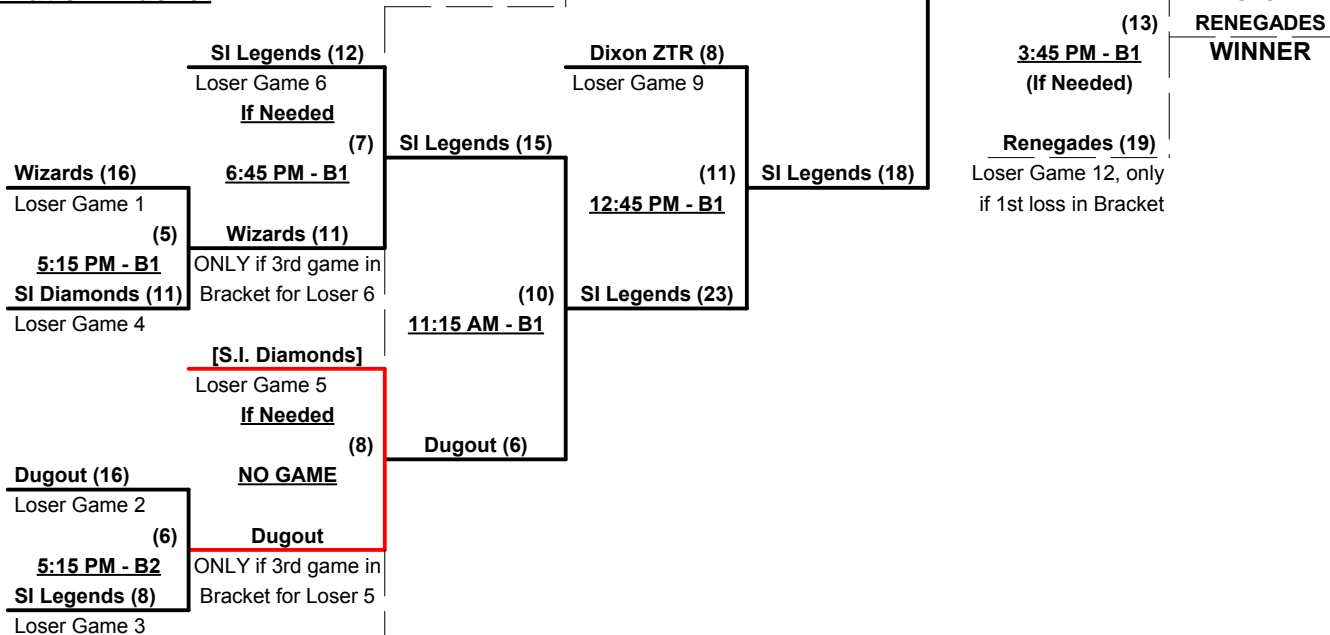 (13)
RENEGADES
3:45 PM - B1
WINNER
(If Needed)
Renegades (19)
Loser Game 12, only
if 1st loss in Bracket
SI Legends (12)
Loser Game 6
If Needed
(7)
6:45 PM - B1
Wizards (16)
Loser Game 1
(5)
5:15 PM - B1
SI Diamonds (11)
Loser Game 4
Wizards (11)
ONLY if 3rd game in
Bracket for Loser 6
SI Legends (15)
Dixon ZTR (8)
Loser Game 9
(11)
12:45 PM - B1
SI Legends (18)
(10)
11:15 AM - B1
SI Legends (23)
[S.I. Diamonds]
Loser Game 5
If Needed
(8)
NO GAME
Dugout (6)
Dugout (16)
Loser Game 2
(6)
5:15 PM - B2
SI Legends (8)
Loser Game 3
Dugout
ONLY if 3rd game in
Bracket for Loser 5